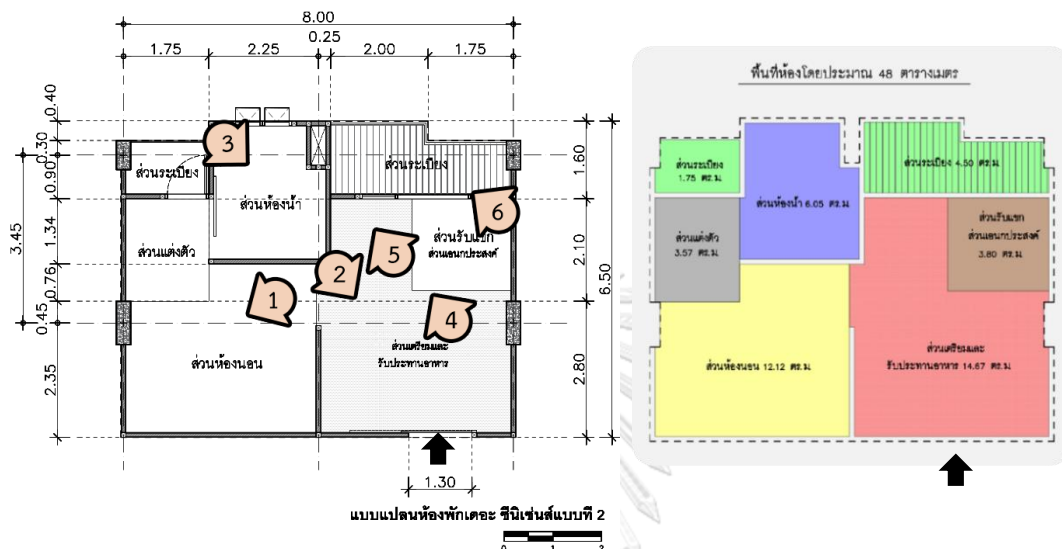 8.00
0.25
1.75
2.25
2.00
1.75
0.40
0.30
0.90
1.34
0.76
0.45
2.35
3.45
1.60
2.10
2.80
6.50
3
ส่วนระเบียง
ส่วนระเบียง
ส่วนห้องน้ำ
6
ส่วนแต่งตัว
ส่วนรับแขก
ส่วนเอนกประสงค์
5
2
1
4
ส่วนเตรียมและ
รับประทานอาหาร
ส่วนห้องนอน
1.30
แบบแปลนห้องพักเดอะ ซีนิเซ่นส์แบบที่ 2
0 1 2
พื้นที่ห้องโดยประมาณ 48 ตารางเมตร
ส่วนระเบียง
1.75 ตร.ม.
ส่วนระเบียง 4.50 ตร.ม.
ส่วนห้องน้ำ 6.05 ตร.ม.
ส่วนแต่งตัว
3.57 ตร.ม.
ส่วนรับแขก
ส่วนเอนกประสงค์
3.80 ตร.ม.
ส่วนห้องนอน 12.12 ตร.ม.
ส่วนเตรียมและ
รับประทานอาหาร 14.67 ตร.ม.